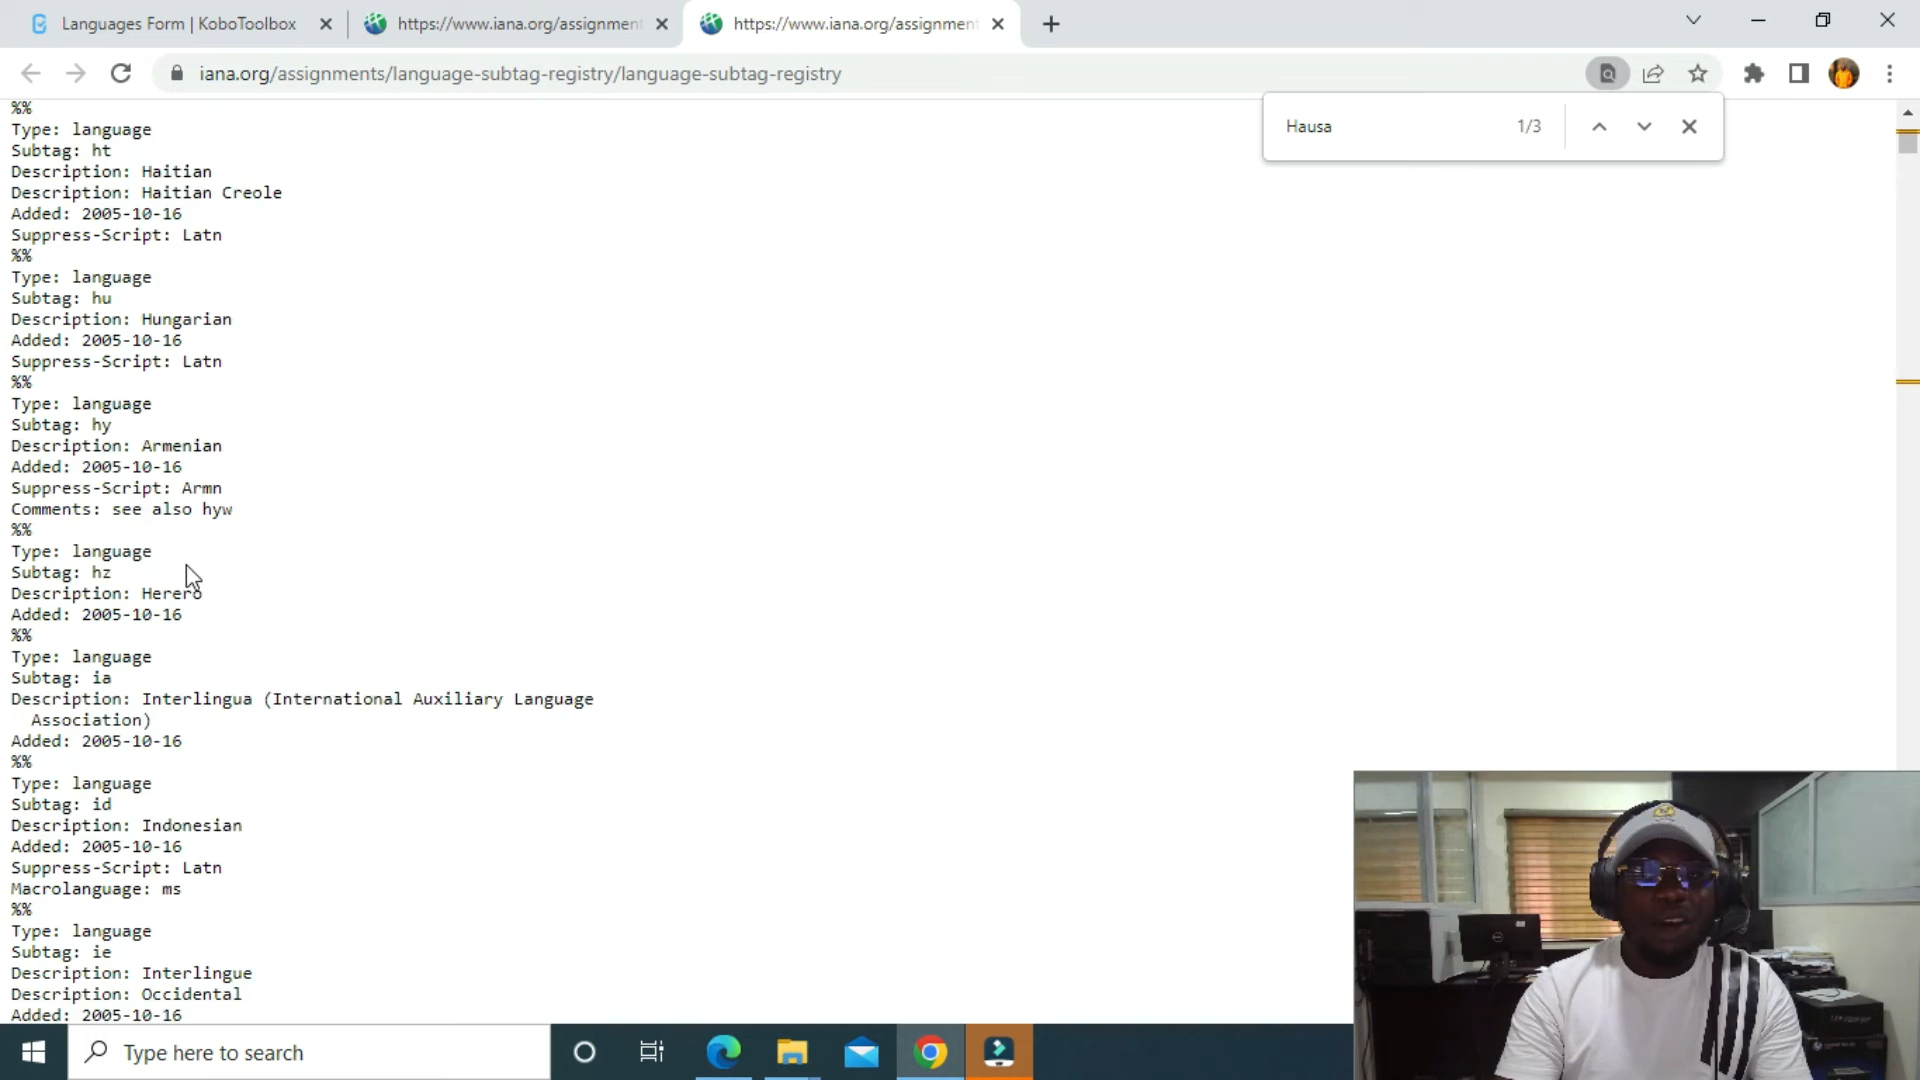 Languages Form | KoboToolbox
https://www.iana.org/assignmen
https://www.iana.org/assignmen
iana.org/assignments/language-subtag-registry/language-subtag-registry
Hausa 1/3
%%
Type: language
Subtag: ht
Description: Haitian
Description: Haitian Creole
Added: 2005-10-16
Suppress-Script: Latn
%%
Type: language
Subtag: hu
Description: Hungarian
Added: 2005-10-16
Suppress-Script: Latn
%%
Type: language
Subtag: hy
Description: Armenian
Added: 2005-10-16
Suppress-Script: Armn
Comments: see also hyw
%%
Type: language
Subtag: hz
Description: Herero
Added: 2005-10-16
%%
Type: language
Subtag: ia
Description: Interlingua (International Auxiliary Language
Association)
Added: 2005-10-16
%%
Type: language
Subtag: id
Description: Indonesian
Added: 2005-10-16
Suppress-Script: Latn
Macrolanguage: ms
%%
Type: language
Subtag: ie
Description: Interlingue
Description: Occidental
Added: 2005-10-16
Type here to search